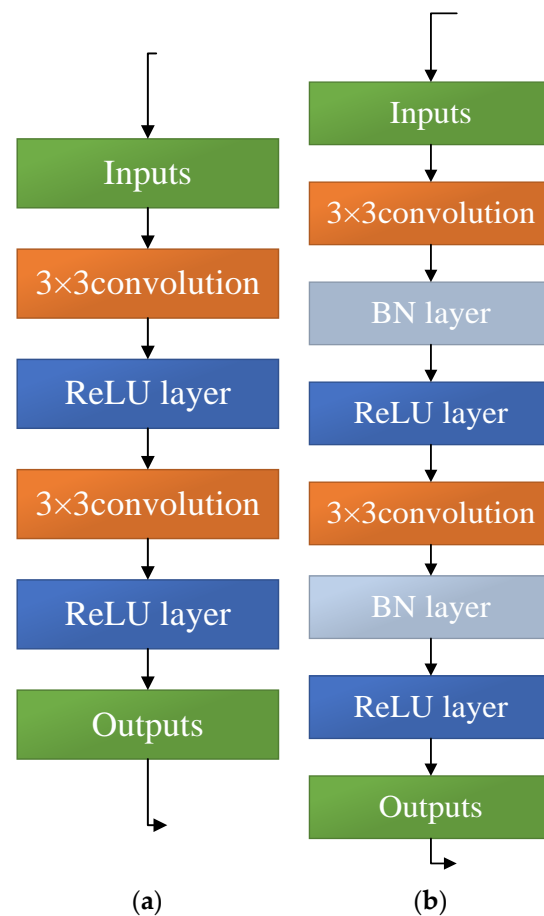 Inputs
3×3convolution
ReLU layer
3×3convolution
ReLU layer
Outputs
(a)
Inputs
3×3convolution
BN layer
ReLU layer
3×3convolution
BN layer
ReLU layer
Outputs
(b)